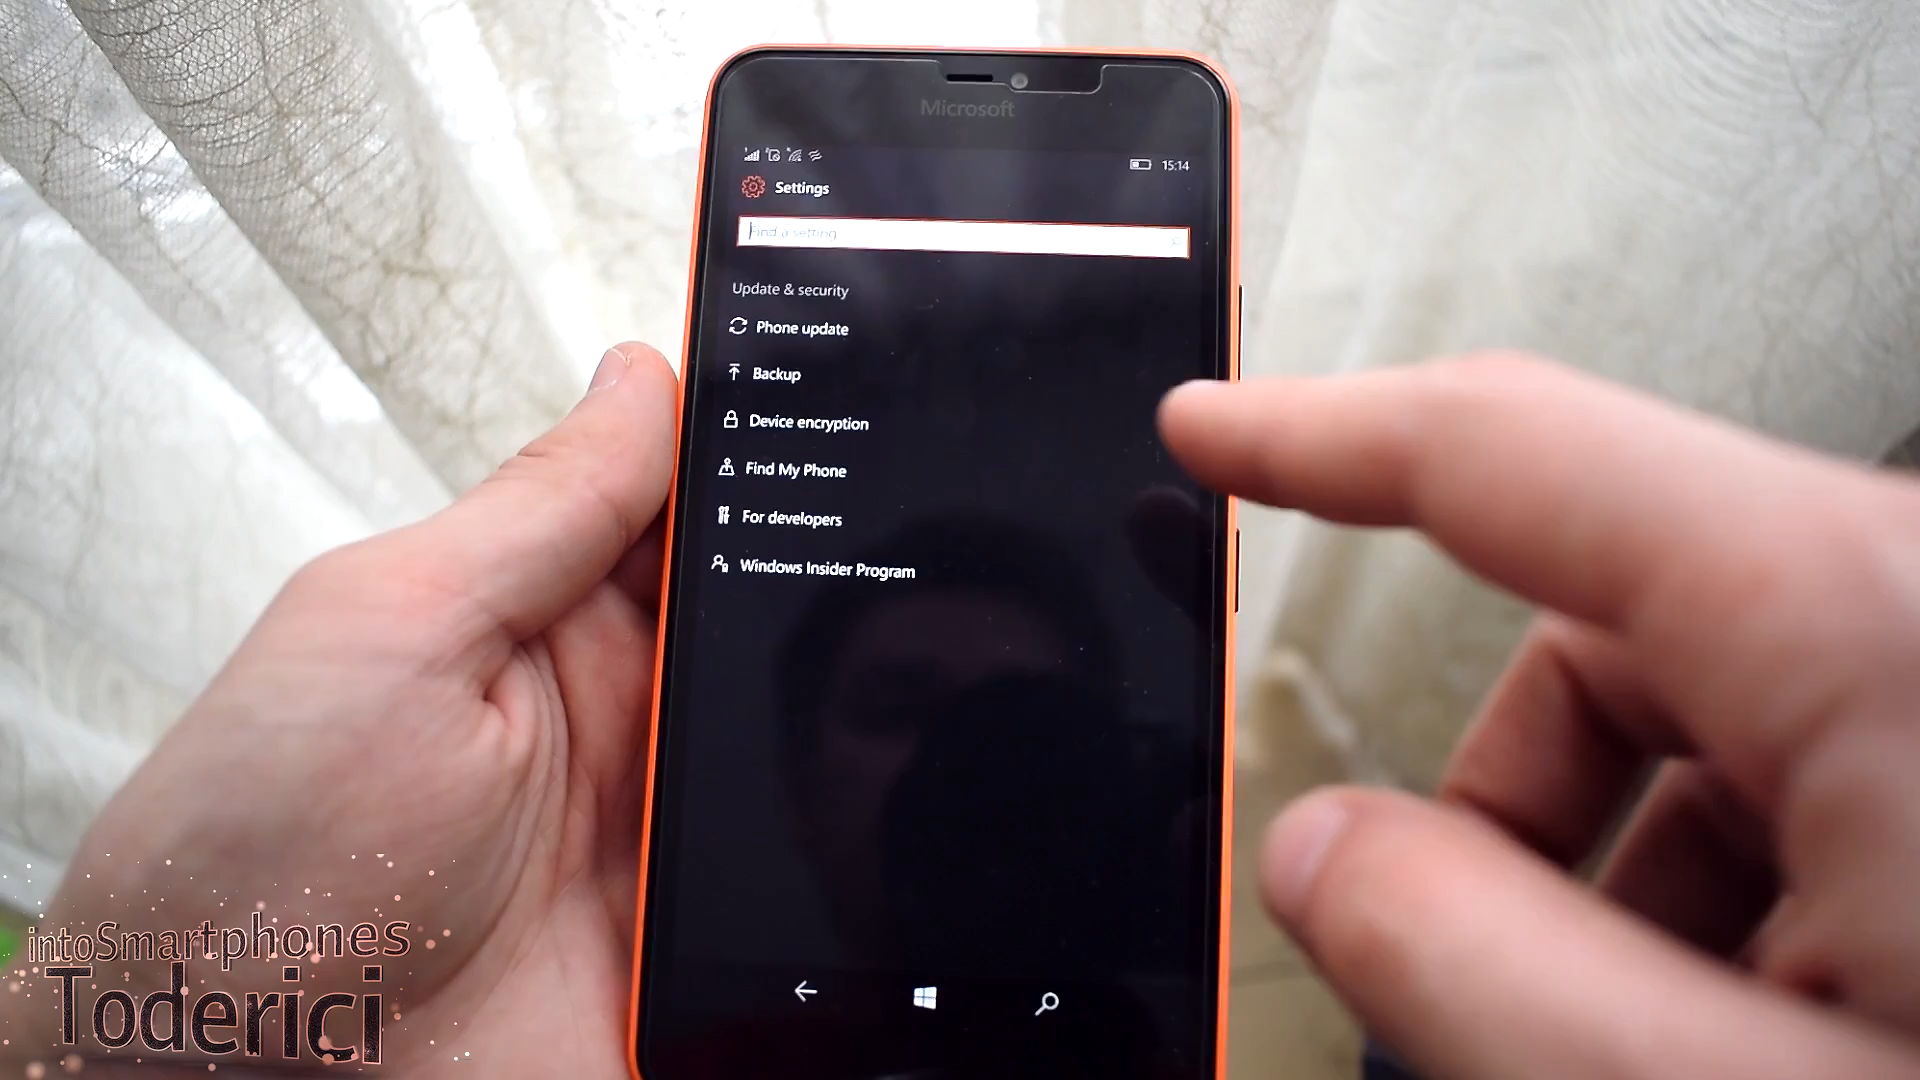 Microsoft
15:14
Settings
Find a setting
Update & security
Phone update
Backup
Device encryption
Find My Phone
For developers
Windows Insider Program
intoSmartphones
Toderici